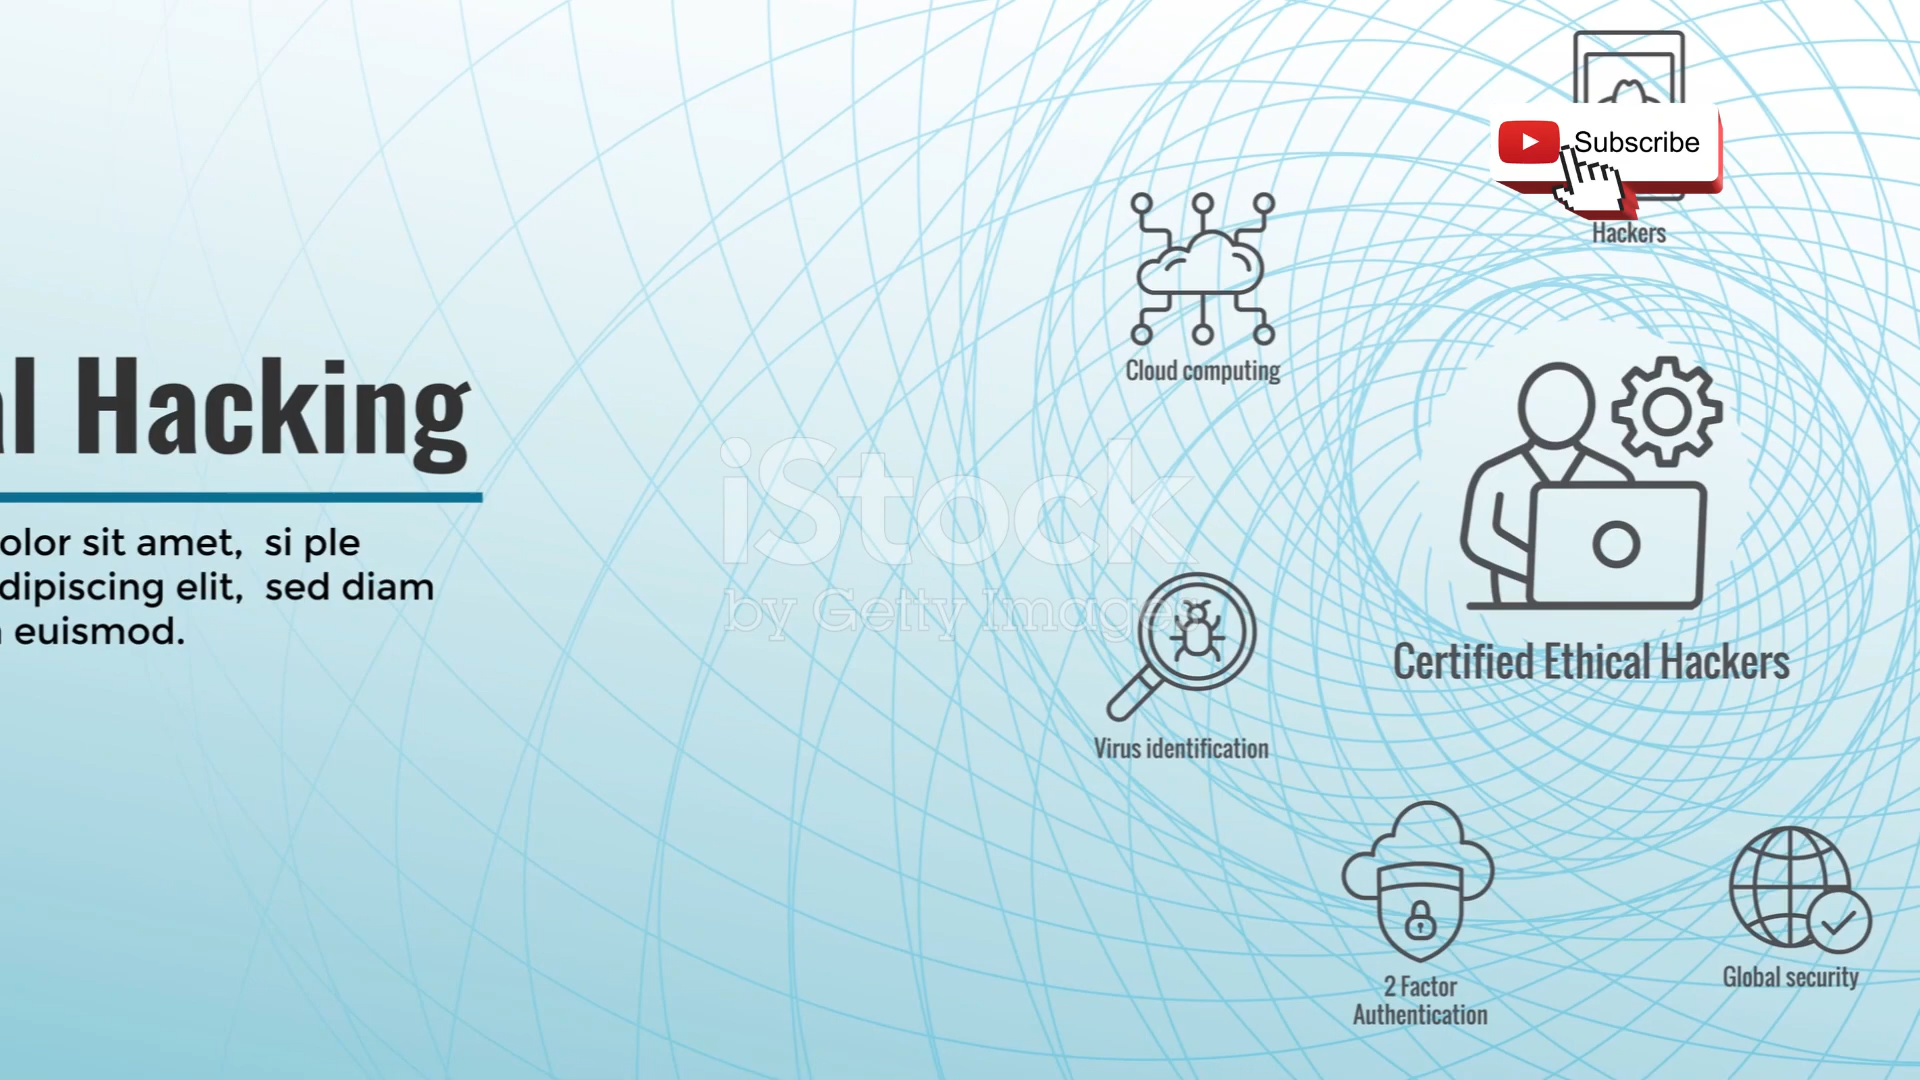 al Hacking
olor sit amet, si ple
dipiscing elit, sed diam
euismod.
iStock
by Getty Images
Subscribe
Hackers
Cloud computing
Certified Ethical Hackers
Virus identification
2 Factor
Authentication
Global security